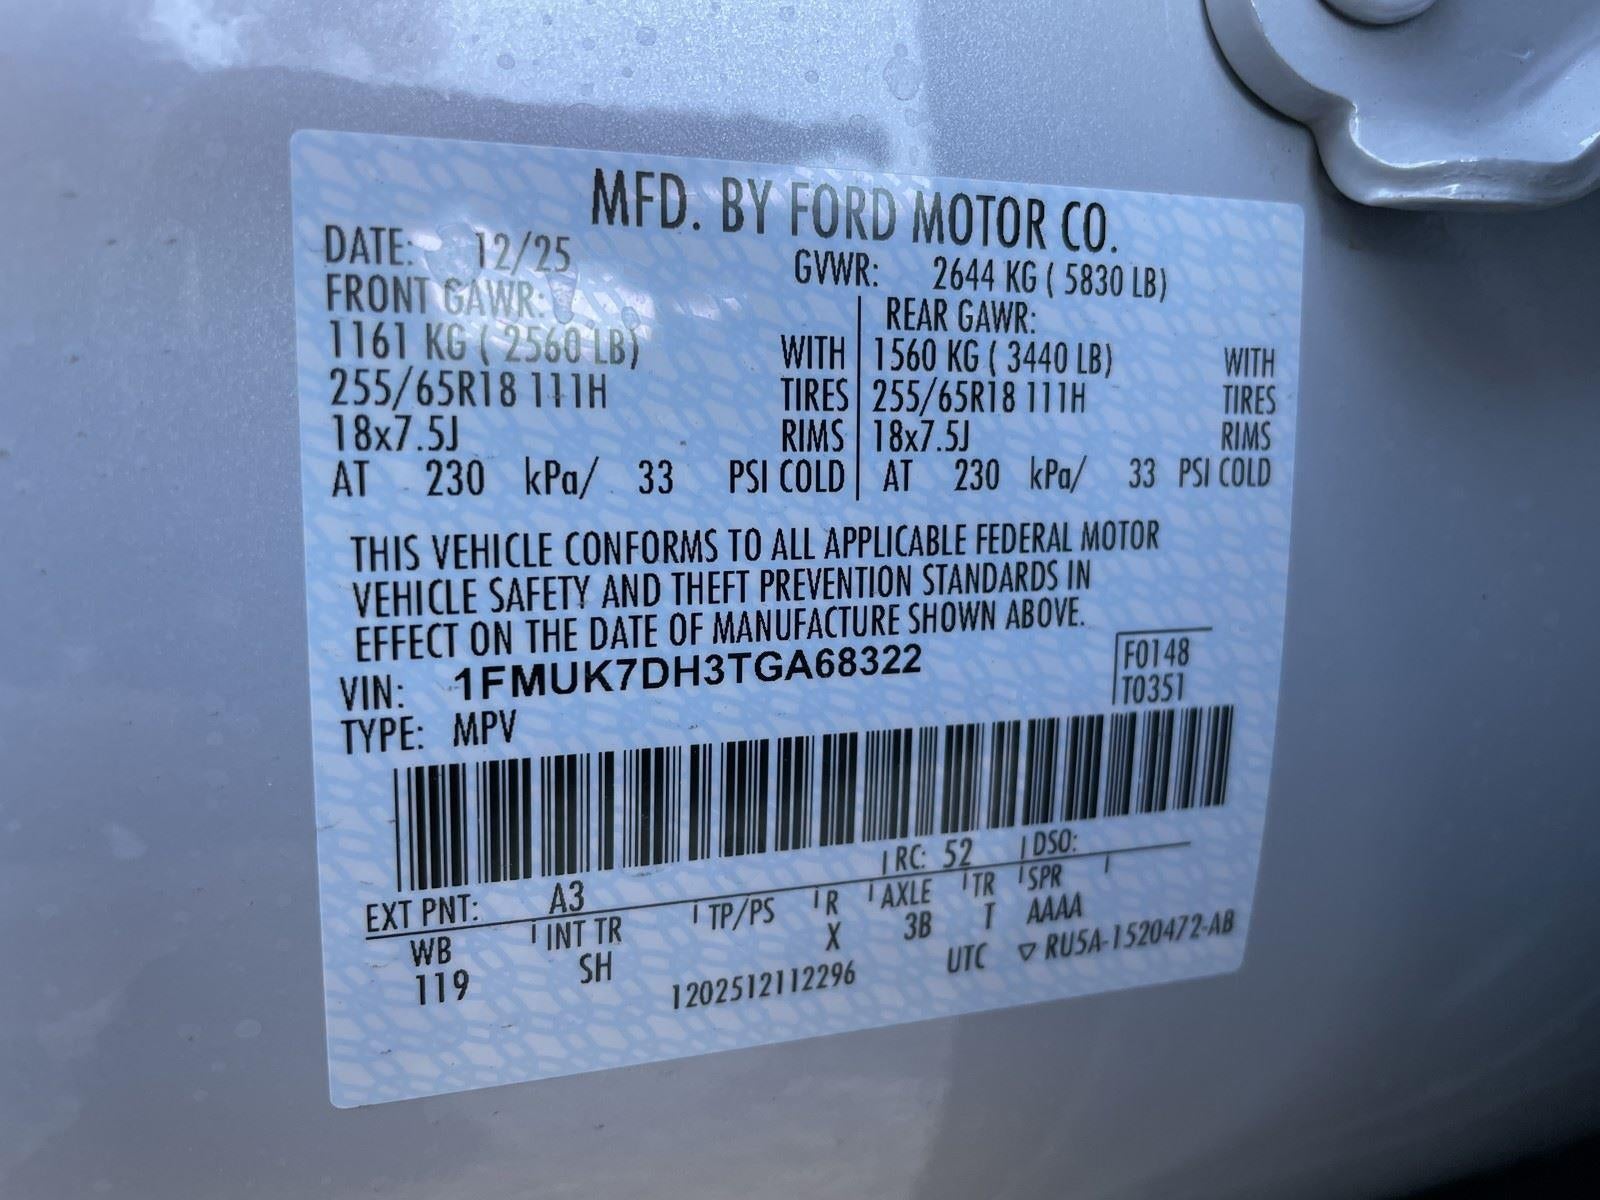 MFD. BY FORD MOTOR CO.
DATE: 12/25
GVWR: 2644 KG ( 5830 LB)
FRONT GAWR:
1161 KG ( 2560 LB) WITH
255/65R18 111H TIRES
18x7.5J RIMS
AT 230 kPa/ 33 PSI COLD
REAR GAWR:
1560 KG ( 3440 LB) WITH
255/65R18 111H TIRES
18x7.5J RIMS
AT 230 kPa/ 33 PSI COLD
THIS VEHICLE CONFORMS TO ALL APPLICABLE FEDERAL MOTOR
VEHICLE SAFETY AND THEFT PREVENTION STANDARDS IN
EFFECT ON THE DATE OF MANUFACTURE SHOWN ABOVE.
VIN: 1FMUK7DH3TGA68322
TYPE: MPV
F0148
T0351
EXT PNT: A3 RC: 52 DSO:
WB INT TR TP/PS R AXLE TR SPR
119 SH X 3B T AAAA
1202512112296 UTC ▽ RU5A-1520472-AB